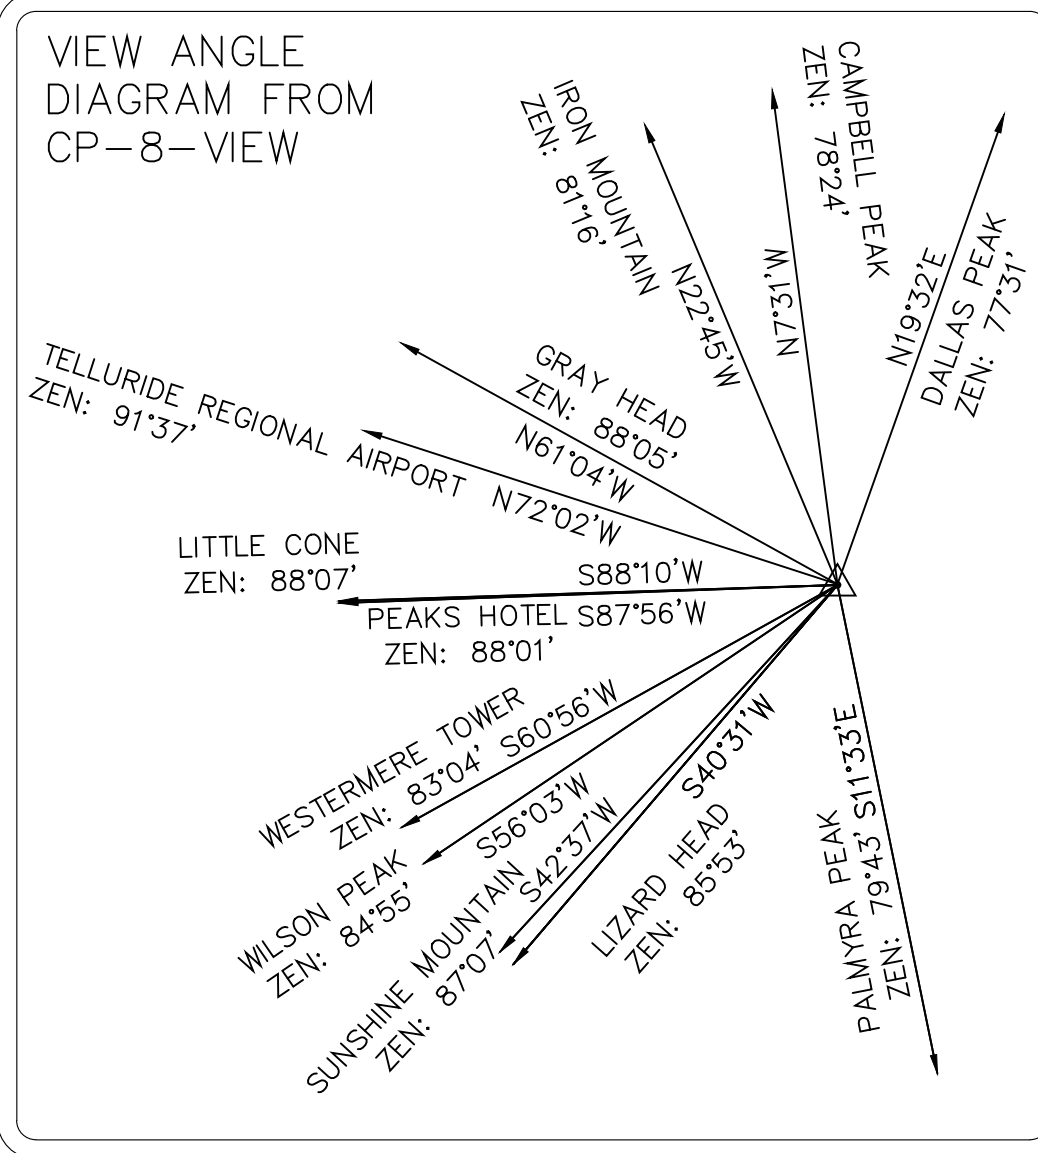 VIEW ANGLE
DIAGRAM FROM
CP-8-VIEW
IRON MOUNTAIN
ZEN: 81°16'
N22°45'W
CAMPBELL PEAK
ZEN: 78°24'
N7°31'W
N19°32'E
DALLAS PEAK
ZEN: 77°31'
GRAY HEAD
ZEN: 88°05'
N61°04'W
TELLURIDE REGIONAL AIRPORT N72°02'W
ZEN: 91°37'
LITTLE CONE S88°10'W
ZEN: 88°07'
PEAKS HOTEL S87°56'W
ZEN: 88°01'
WESTERMERE TOWER
ZEN: 83°04' S60°56'W
S56°03'W
WILSON PEAK
ZEN: 84°55'
SUNSHINE MOUNTAIN S42°37'W
ZEN: 87°07'
S40°31'W
LIZARD HEAD
ZEN: 85°53'
PALMYRA PEAK
ZEN: 79°43' S11°33'E